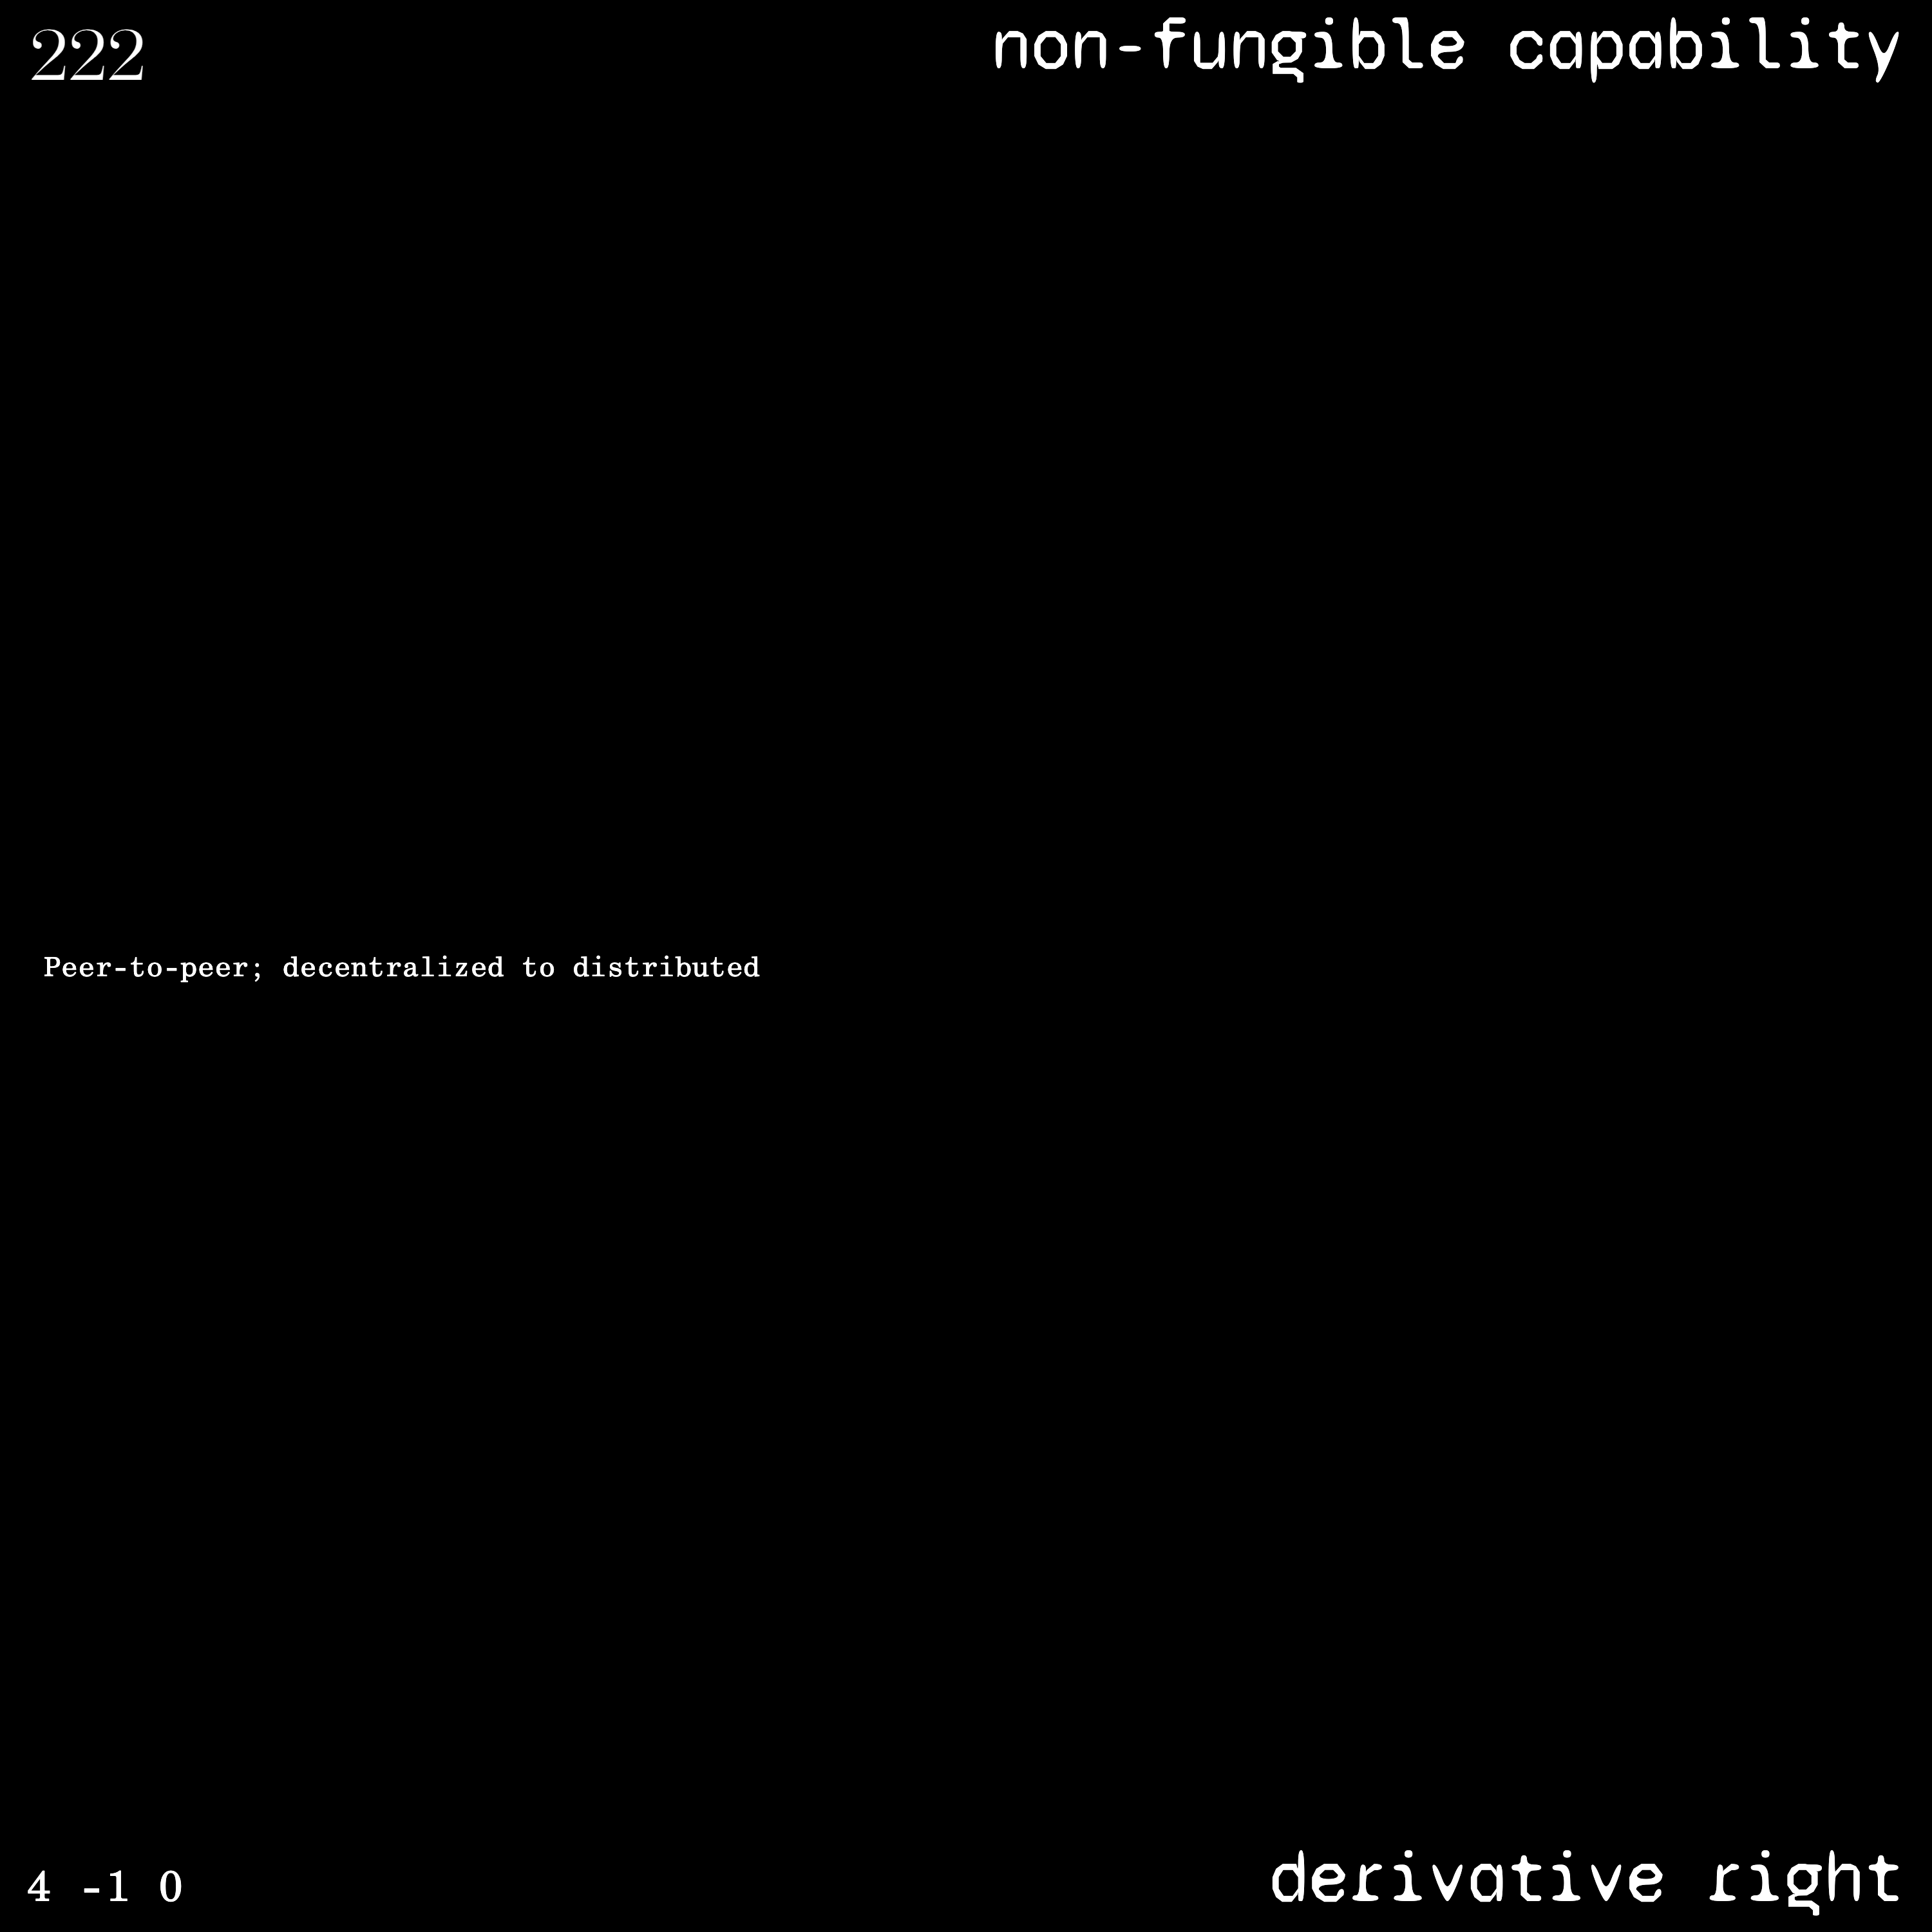 222
non-fungible capability
Peer-to-peer; decentralized to distributed
4 -1 0
derivative right